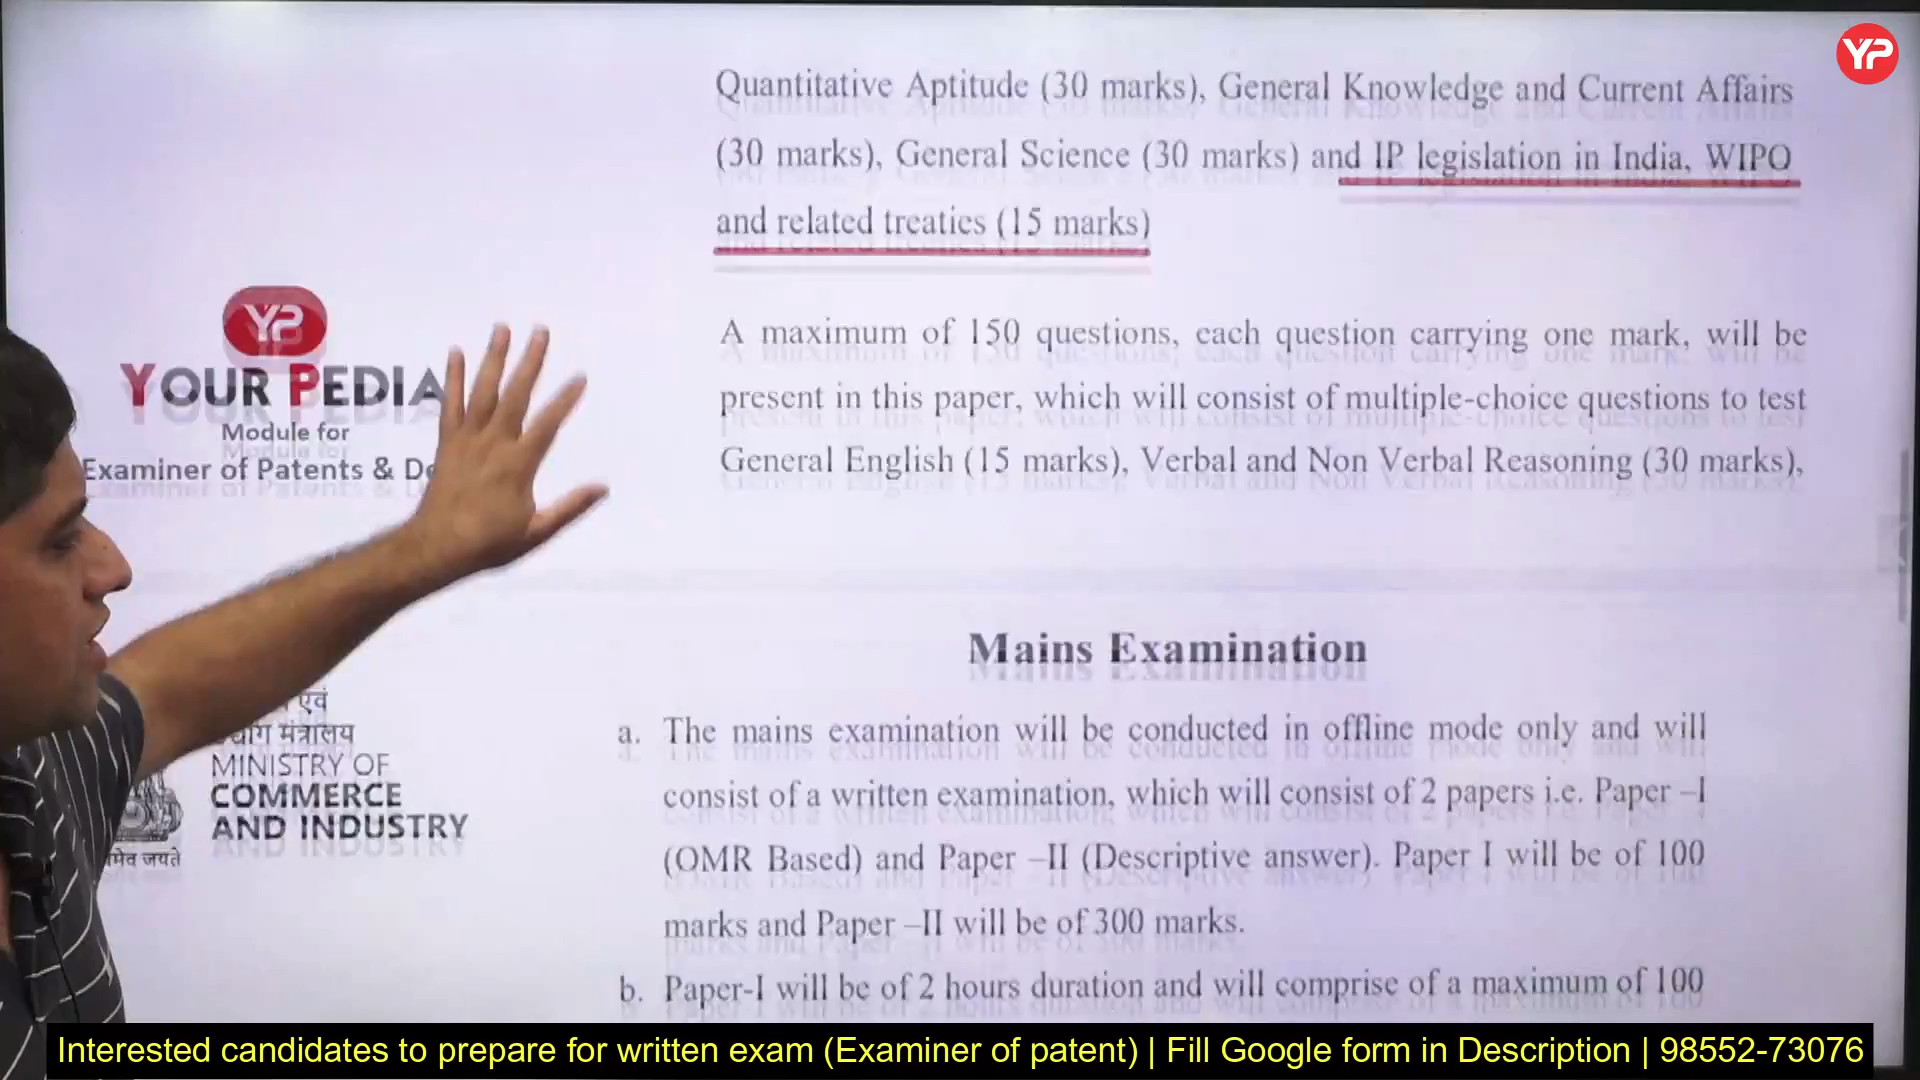 YP
Quantitative Aptitude (30 marks), General Knowledge and Current Affairs
(30 marks), General Science (30 marks) and IP legislation in India, WIPO
and related treaties (15 marks)
YP
YOUR PEDIA
Module for
Examiner of Patents &
A maximum of 150 questions, each question carrying one mark, will be
present in this paper, which will consist of multiple-choice questions to test
General English (15 marks), Verbal and Non Verbal Reasoning (30 marks),
Mains Examination
एवं
मंत्रालय
MINISTRY OF
COMMERCE
AND INDUSTRY
जयते
a. The mains examination will be conducted in offline mode only and will
consist of a written examination, which will consist of 2 papers i.e. Paper –I
(OMR Based) and Paper –II (Descriptive answer). Paper I will be of 100
marks and Paper –II will be of 300 marks.
b. Paper-I will be of 2 hours duration and will comprise of a maximum of 100
Interested candidates to prepare for written exam (Examiner of patent) | Fill Google form in Description | 98552-73076